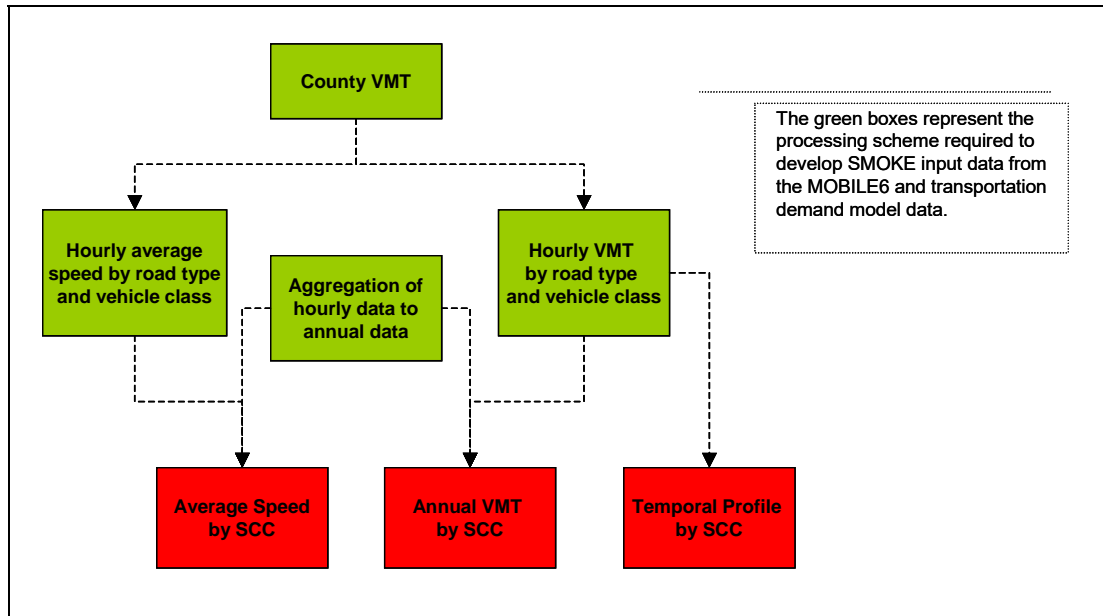 County VMT
The green boxes represent the
processing scheme required to
develop SMOKE input data from
the MOBILE6 and transportation
demand model data.
Hourly average
speed by road type
and vehicle class
Aggregation of
hourly data to
annual data
Hourly VMT
by road type
and vehicle class
Average Speed
by SCC
Annual VMT
by SCC
Temporal Profile
by SCC